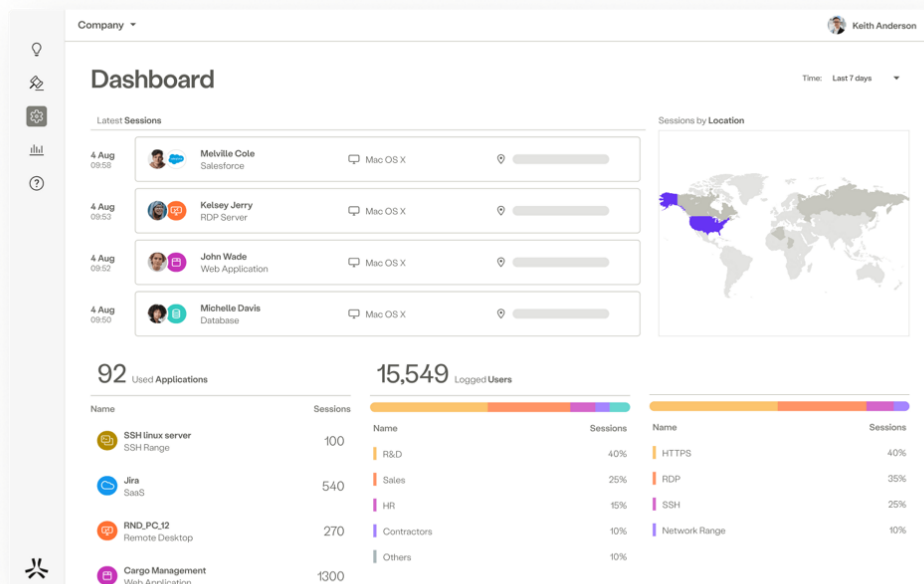 Company
Keith Anderson
Dashboard
Time: Last 7 days
Latest Sessions
Sessions by Location
4 Aug
09:58
Melville Cole
Salesforce
Mac OS X
4 Aug
09:53
Kelsey Jerry
RDP Server
Mac OS X
4 Aug
09:52
John Wade
Web Application
Mac OS X
4 Aug
09:50
Michelle Davis
Database
Mac OS X
92 Used Applications
Name Sessions
SSH linux server
SSH Range
100
Jira
SaaS
540
RND_PC_12
Remote Desktop
270
Cargo Management
Web Application
1300
15,549 Logged Users
Name Sessions
R&D 40%
Sales 25%
HR 15%
Contractors 10%
Others 10%
Name Sessions
HTTPS 40%
RDP 35%
SSH 25%
Network Range 10%